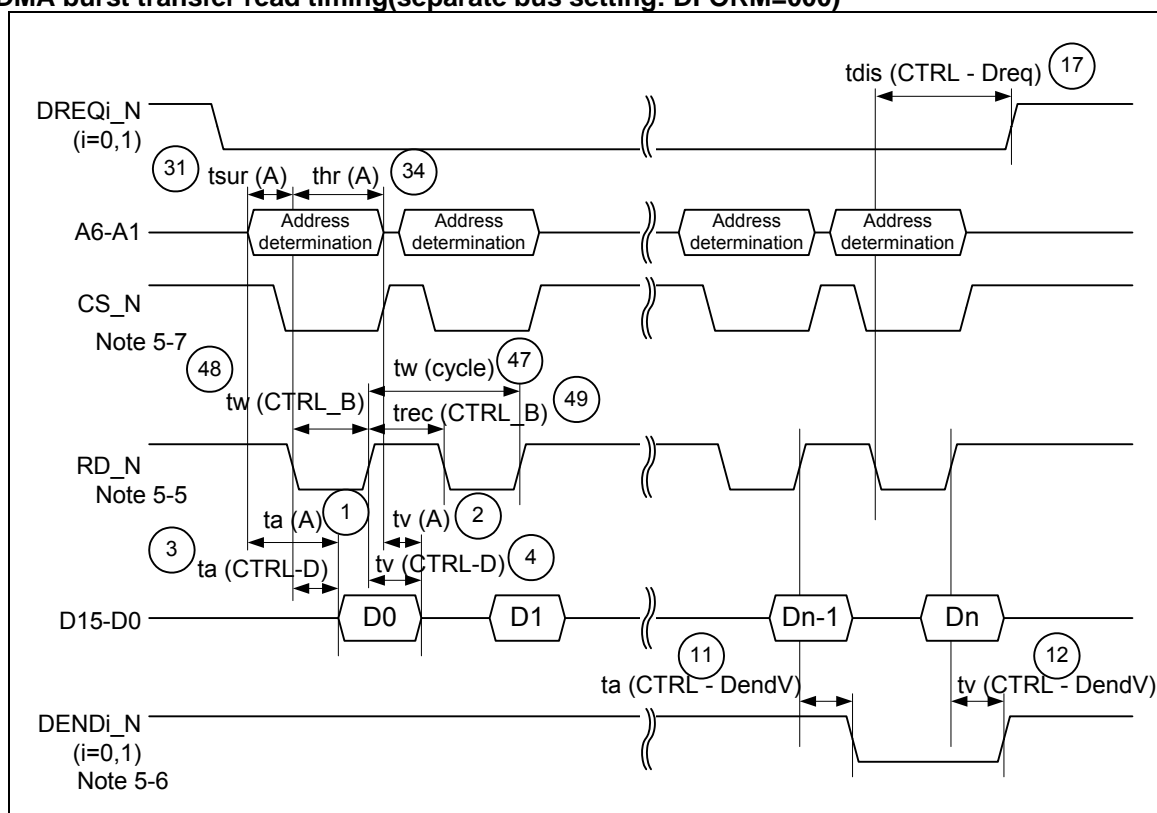 DMA burst transfer read timing(separate bus setting: DFORM=000)
tdis (CTRL - Dreq) 17
DREQi_N
(i=0,1)
31 tsur (A) thr (A) 34
A6-A1
Address determination
Address determination
Address determination
Address determination
CS_N
Note 5-7
48
tw (cycle) 47
tw (CTRL_B)
trec (CTRL_B) 49
RD_N
Note 5-5
ta (A) 1
tv (A) 2
3 ta (CTRL-D)
tv (CTRL-D) 4
D15-D0 D0 D1 Dn-1 Dn
11 12
ta (CTRL - DendV) tv (CTRL - DendV)
DENDi_N
(i=0,1)
Note 5-6